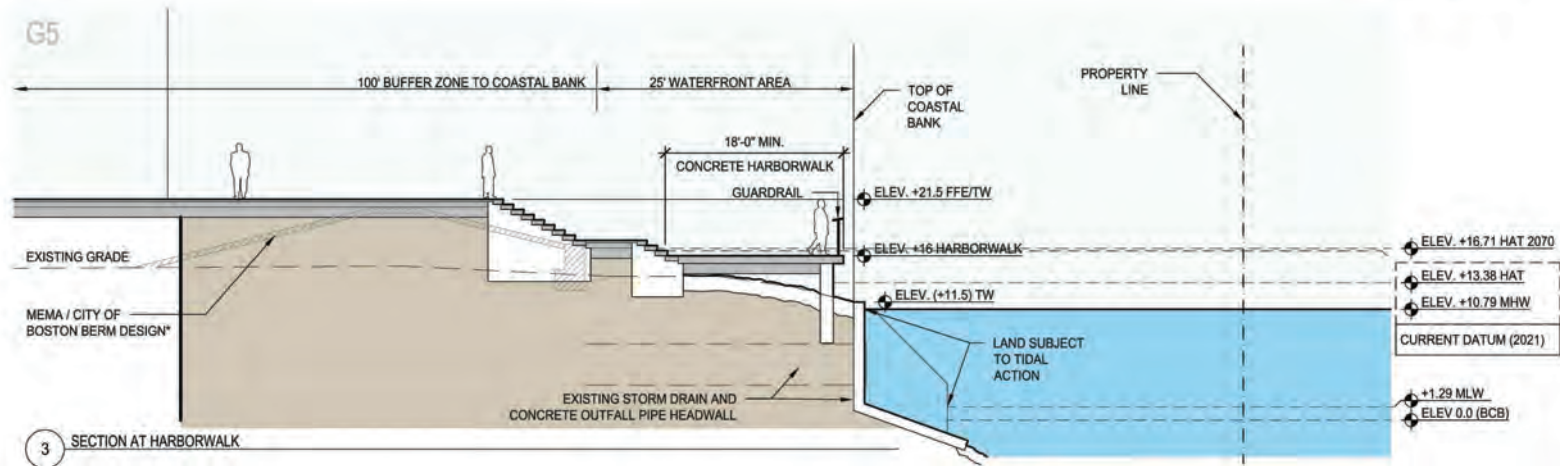 G5
100' BUFFER ZONE TO COASTAL BANK
25' WATERFRONT AREA
TOP OF
COASTAL
BANK
PROPERTY
LINE
18'-0" MIN.
CONCRETE HARBORWALK
GUARDRAIL
ELEV. +21.5 FFE/TW
EXISTING GRADE
ELEV. +16 HARBORWALK
ELEV. +16.71 HAT 2070
ELEV. +13.38 HAT
ELEV. (+11.5) TW
ELEV. +10.79 MHW
MEMA / CITY OF
BOSTON BERM DESIGN*
CURRENT DATUM (2021)
LAND SUBJECT
TO TIDAL
ACTION
EXISTING STORM DRAIN AND
CONCRETE OUTFALL PIPE HEADWALL
+1.29 MLW
ELEV 0.0 (BCB)
3 SECTION AT HARBORWALK